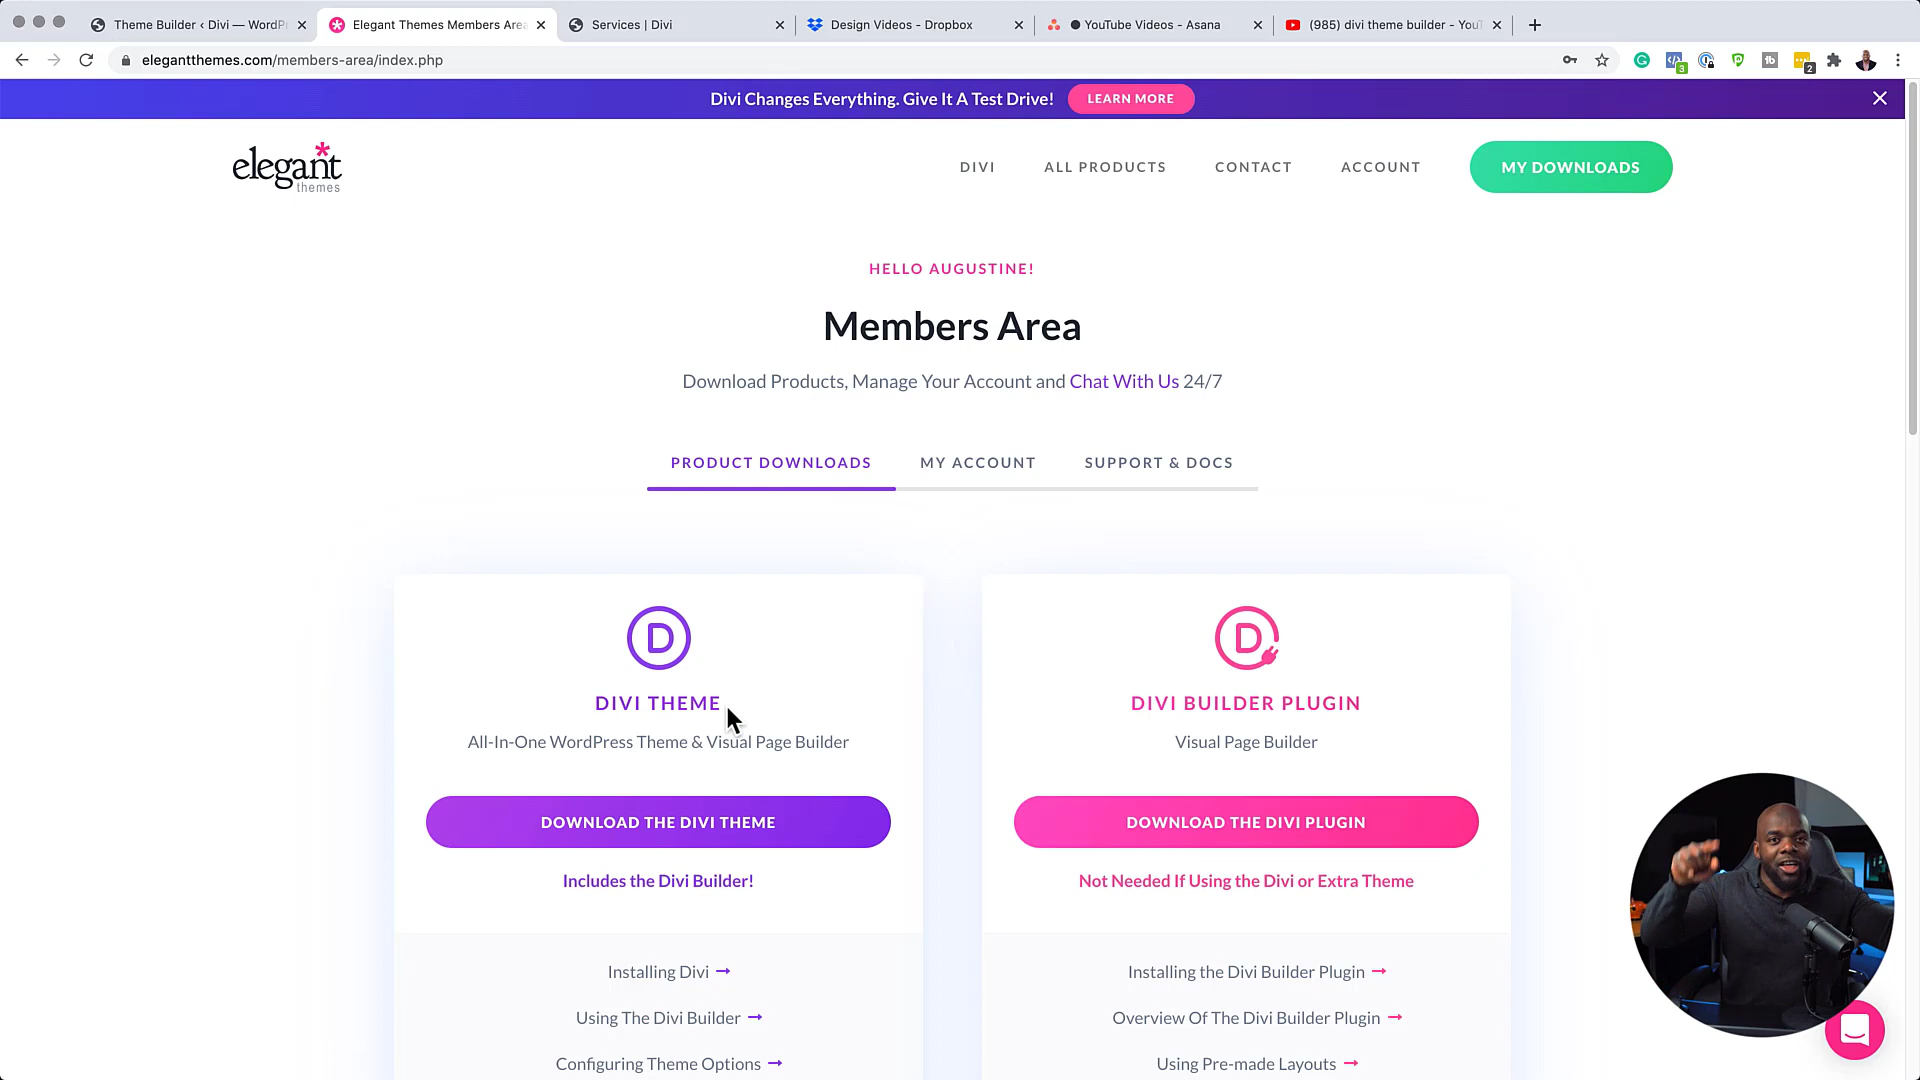 Theme Builder ‹ Divi — WordP
Elegant Themes Members Area
Services | Divi
Design Videos - Dropbox
● YouTube Videos - Asana
(985) divi theme builder - You
elegantthemes.com/members-area/index.php
3
2
Divi Changes Everything. Give It A Test Drive!
LEARN MORE
elegant
themes
DIVI
ALL PRODUCTS
CONTACT
ACCOUNT
MY DOWNLOADS
HELLO AUGUSTINE!
Members Area
Download Products, Manage Your Account and Chat With Us 24/7
PRODUCT DOWNLOADS
MY ACCOUNT
SUPPORT & DOCS
D
DIVI THEME
All-In-One WordPress Theme & Visual Page Builder
DOWNLOAD THE DIVI THEME
Includes the Divi Builder!
Installing Divi
Using The Divi Builder
Configuring Theme Options
D
DIVI BUILDER PLUGIN
Visual Page Builder
DOWNLOAD THE DIVI PLUGIN
Not Needed If Using the Divi or Extra Theme
Installing the Divi Builder Plugin
Overview Of The Divi Builder Plugin
Using Pre-made Layouts